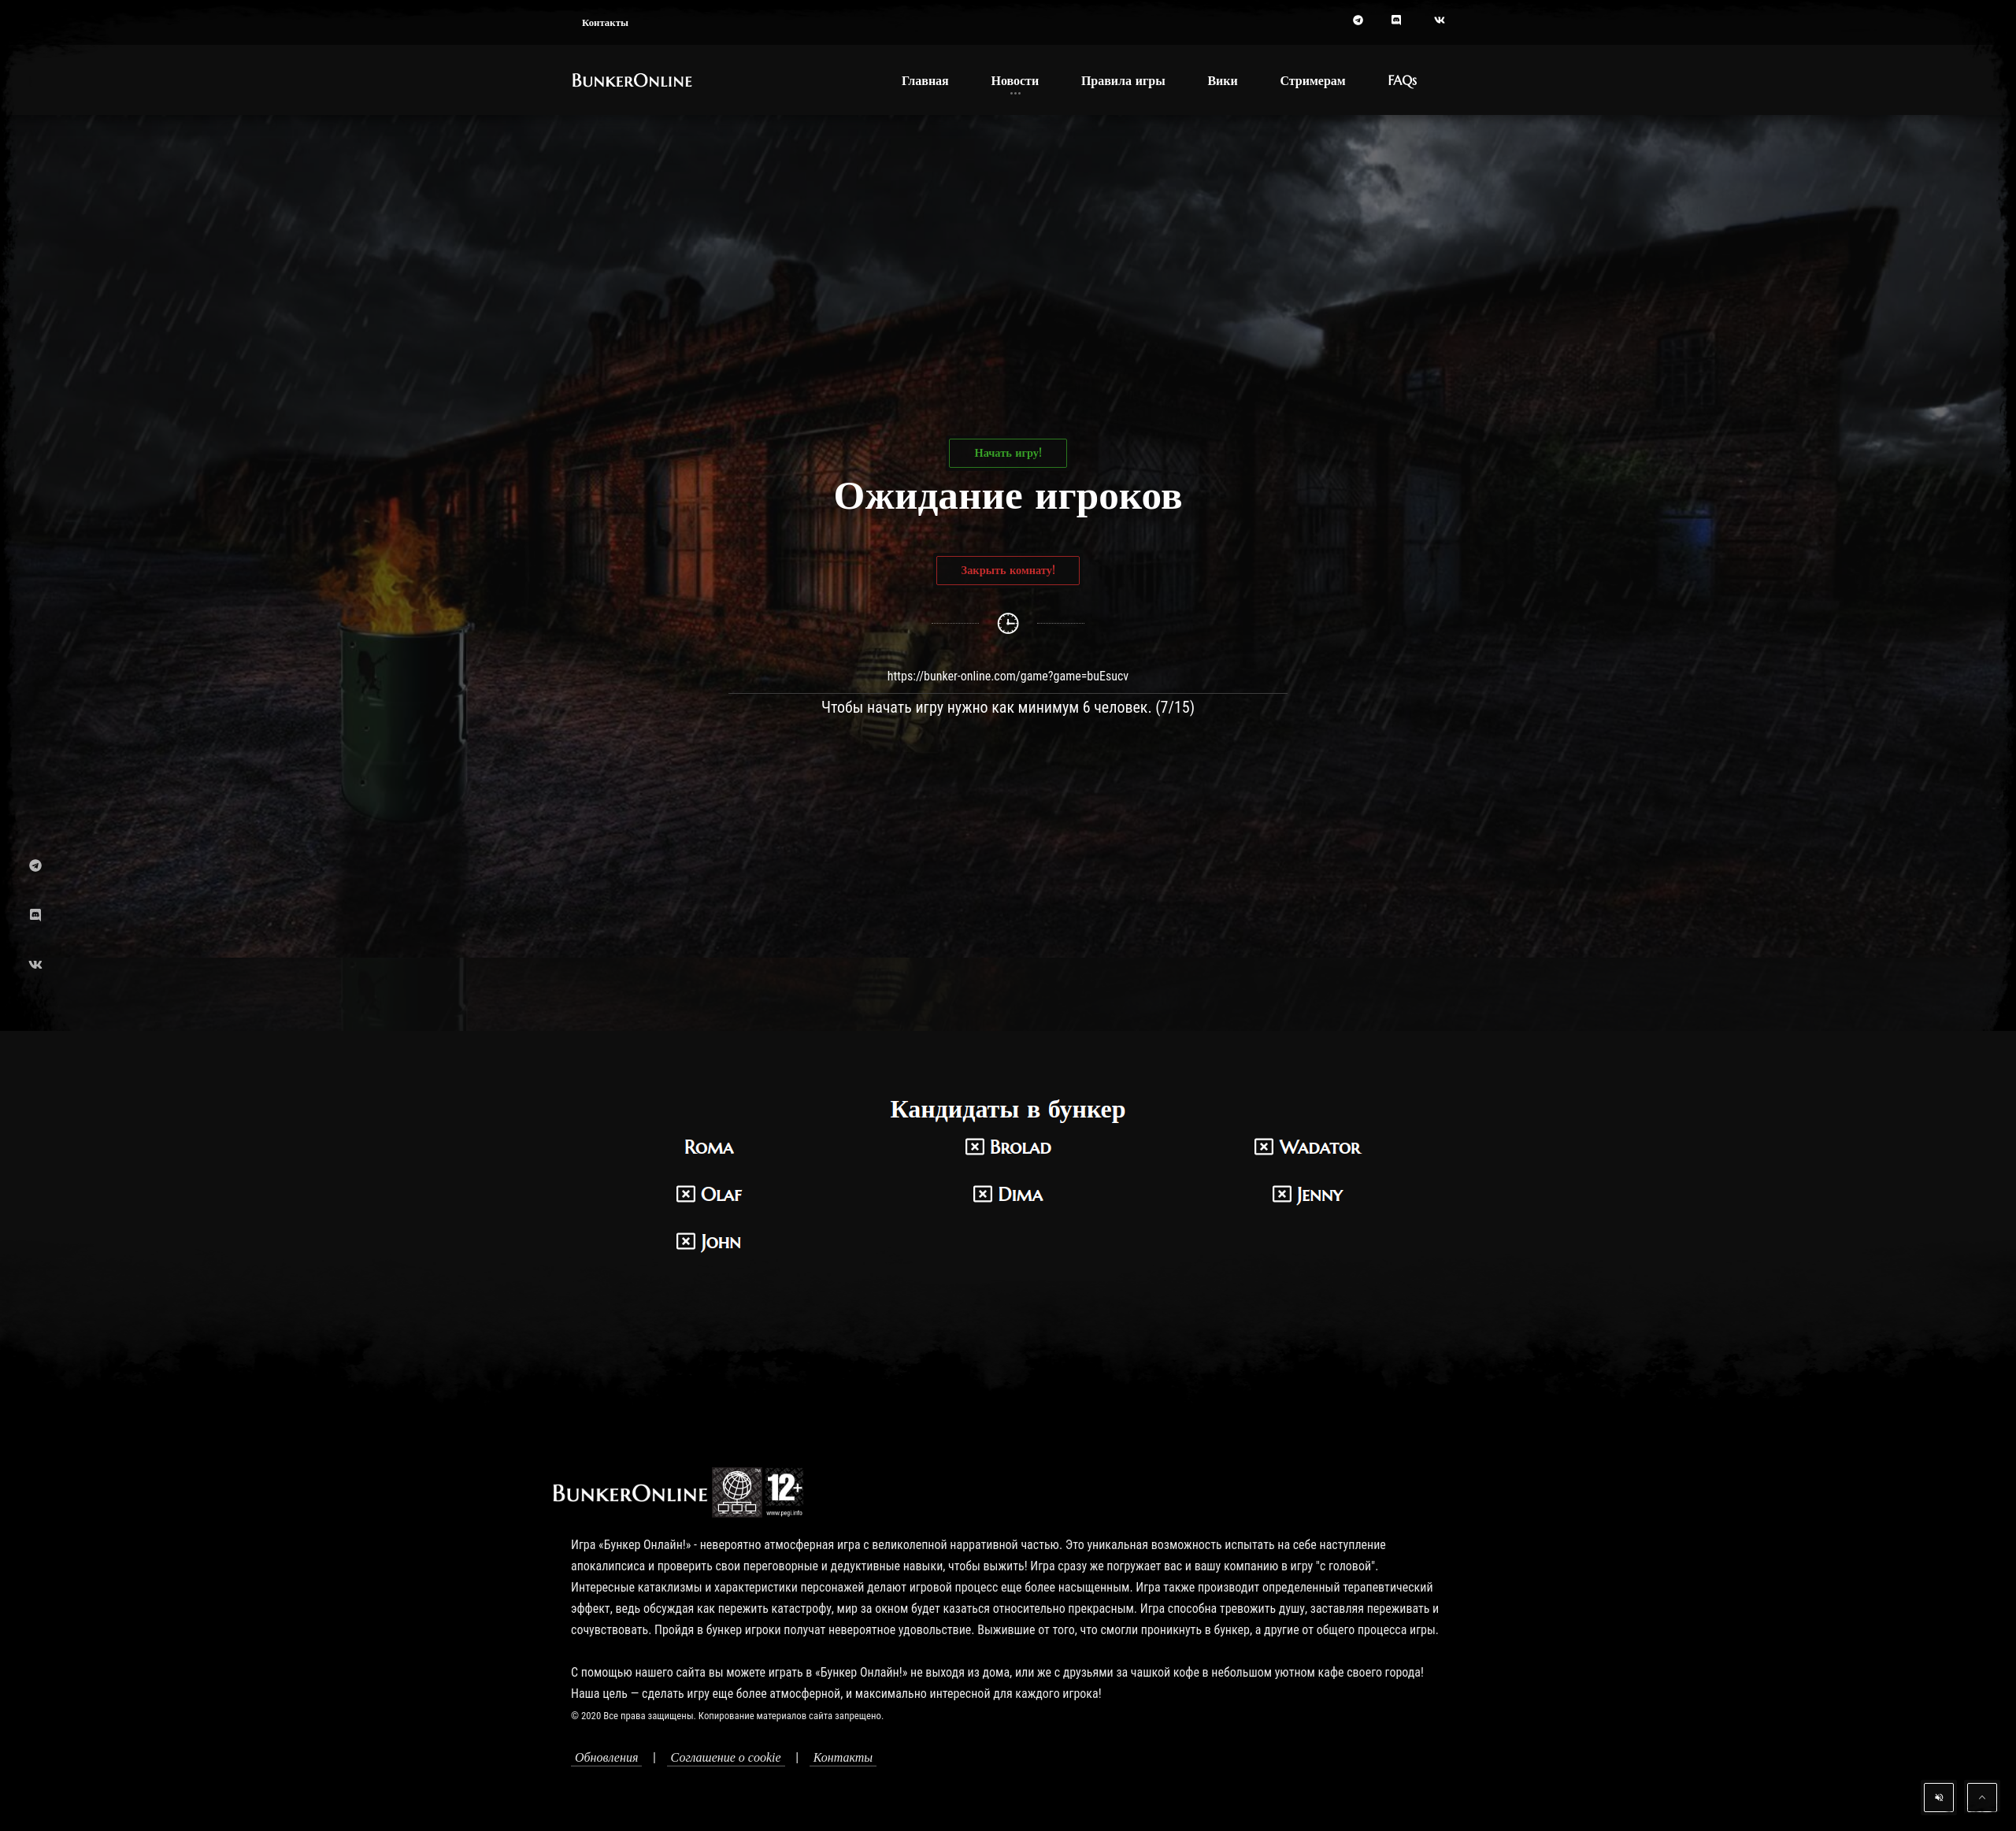 Контакты
BunkerOnline
Главная Новости Правила игры Вики Стримерам FAQs
Начать игру!
Ожидание игроков
Закрыть комнату!
https://bunker-online.com/game?game=buEsucv
Чтобы начать игру нужно как минимум 6 человек. (7/15)
Кандидаты в бункер
Roma Brolad Wadator
Olaf Dima Jenny
John
BunkerOnline 12+
www.pegi.info
Игра «Бункер Онлайн!» - невероятно атмосферная игра с великолепной нарративной частью. Это уникальная возможность испытать на себе наступление
апокалипсиса и проверить свои переговорные и дедуктивные навыки, чтобы выжить! Игра сразу же погружает вас и вашу компанию в игру "с головой".
Интересные катаклизмы и характеристики персонажей делают игровой процесс еще более насыщенным. Игра также производит определенный терапевтический
эффект, ведь обсуждая как пережить катастрофу, мир за окном будет казаться относительно прекрасным. Игра способна тревожить душу, заставляя переживать и
сочувствовать. Пройдя в бункер игроки получат невероятное удовольствие. Выжившие от того, что смогли проникнуть в бункер, а другие от общего процесса игры.
С помощью нашего сайта вы можете играть в «Бункер Онлайн!» не выходя из дома, или же с друзьями за чашкой кофе в небольшом уютном кафе своего города!
Наша цель — сделать игру еще более атмосферной, и максимально интересной для каждого игрока!
© 2020 Все права защищены. Копирование материалов сайта запрещено.
Обновления | Соглашение о cookie | Контакты